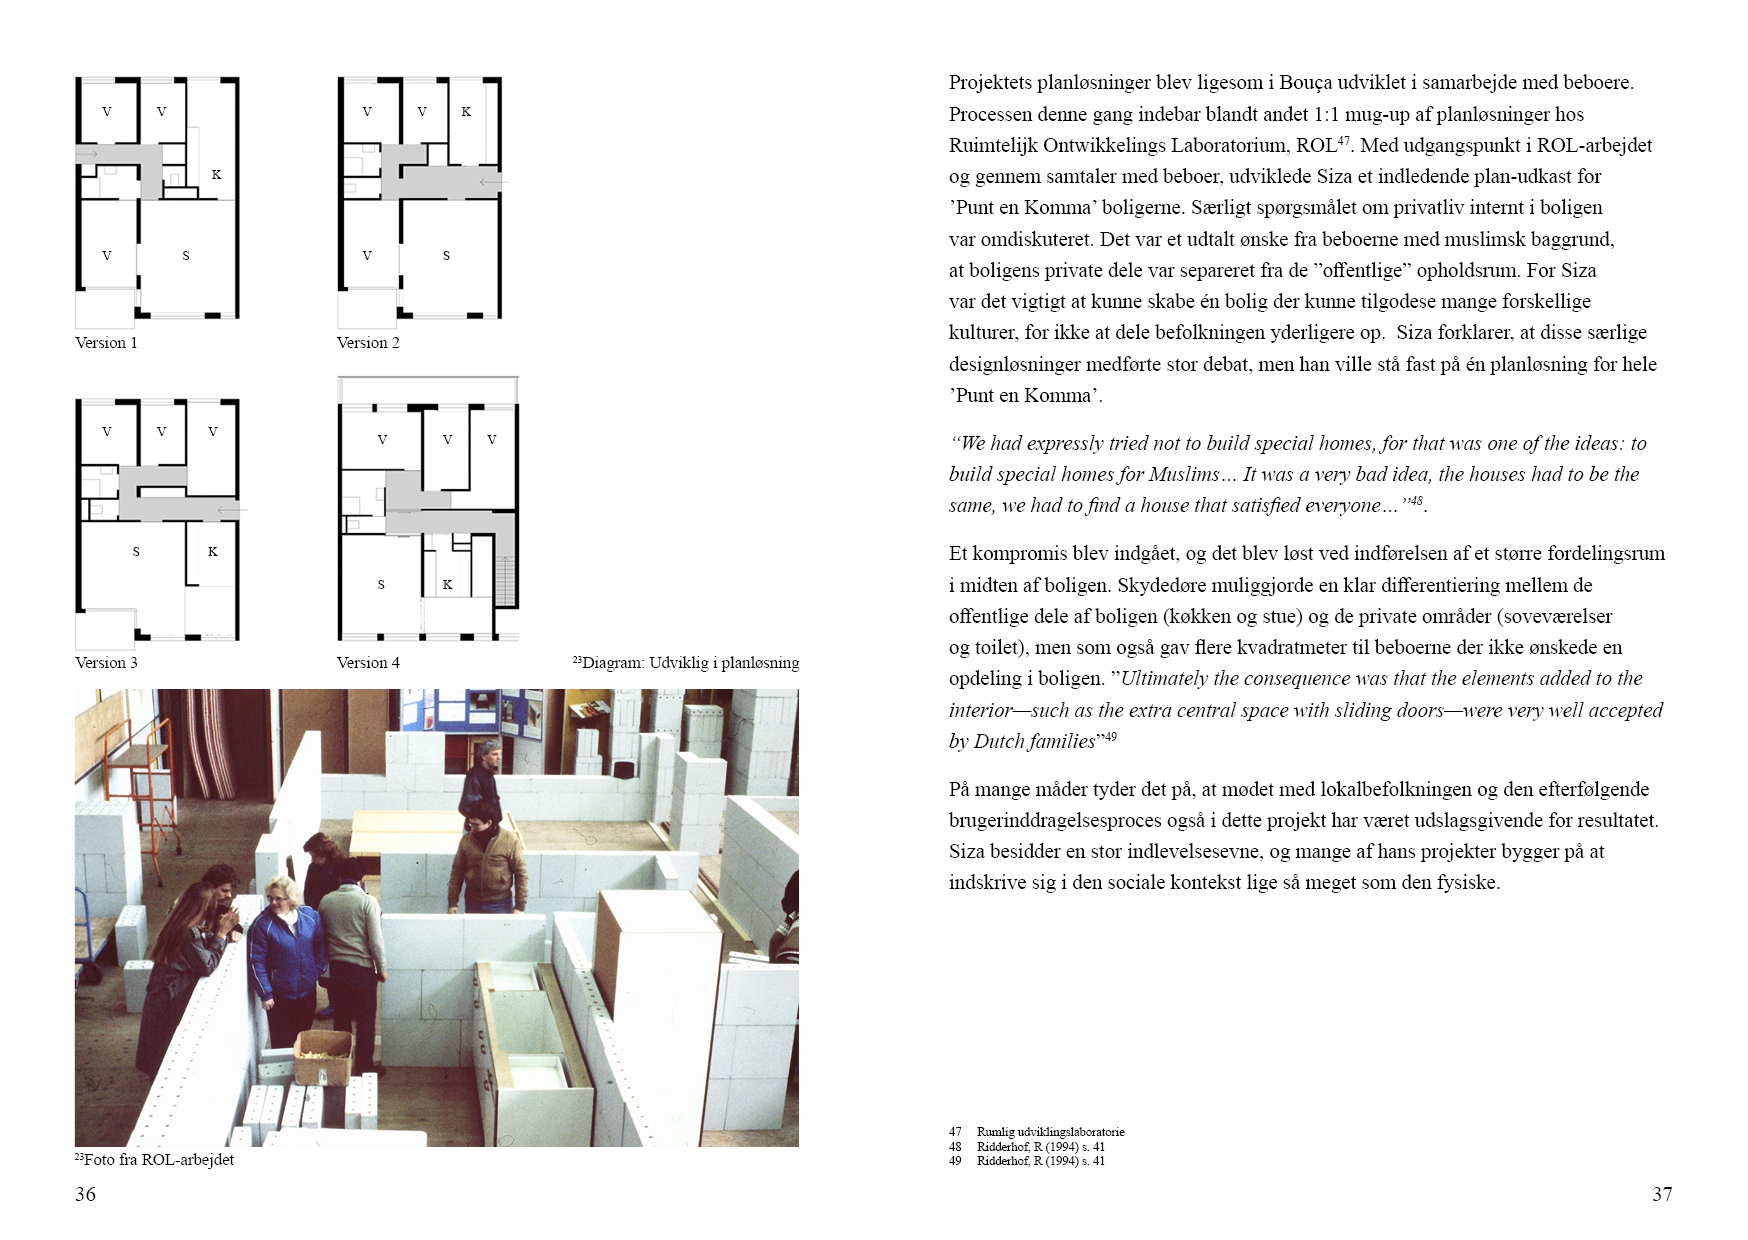 V V K V S
Version 1
V V K V S
Version 2
V V V S K
Version 3
V V V S K
Version 4
²³Diagram: Udviklig i planløsning
²³Foto fra ROL-arbejdet
36
Projektets planløsninger blev ligesom i Bouça udviklet i samarbejde med beboere.
Processen denne gang indebar blandt andet 1:1 mug-up af planløsninger hos
Ruimtelijk Ontwikkelings Laboratorium, ROL⁴⁷. Med udgangspunkt i ROL-arbejdet
og gennem samtaler med beboer, udviklede Siza et indledende plan-udkast for
’Punt en Komma’ boligerne. Særligt spørgsmålet om privatliv internt i boligen
var omdiskuteret. Det var et udtalt ønske fra beboerne med muslimsk baggrund,
at boligens private dele var separeret fra de ”offentlige” opholdsrum. For Siza
var det vigtigt at kunne skabe én bolig der kunne tilgodese mange forskellige
kulturer, for ikke at dele befolkningen yderligere op.  Siza forklarer, at disse særlige
designløsninger medførte stor debat, men han ville stå fast på én planløsning for hele
’Punt en Komma’.
“We had expressly tried not to build special homes, for that was one of the ideas: to
build special homes for Muslims… It was a very bad idea, the houses had to be the
same, we had to find a house that satisfied everyone…”⁴⁸.
Et kompromis blev indgået, og det blev løst ved indførelsen af et større fordelingsrum
i midten af boligen. Skydedøre muliggjorde en klar differentiering mellem de
offentlige dele af boligen (køkken og stue) og de private områder (soveværelser
og toilet), men som også gav flere kvadratmeter til beboerne der ikke ønskede en
opdeling i boligen. ”Ultimately the consequence was that the elements added to the
interior—such as the extra central space with sliding doors—were very well accepted
by Dutch families”⁴⁹
På mange måder tyder det på, at mødet med lokalbefolkningen og den efterfølgende
brugerinddragelsesproces også i dette projekt har været udslagsgivende for resultatet.
Siza besidder en stor indlevelsesevne, og mange af hans projekter bygger på at
indskrive sig i den sociale kontekst lige så meget som den fysiske.
47 Rumlig udviklingslaboratorie
48 Ridderhof, R (1994) s. 41
49 Ridderhof, R (1994) s. 41
37